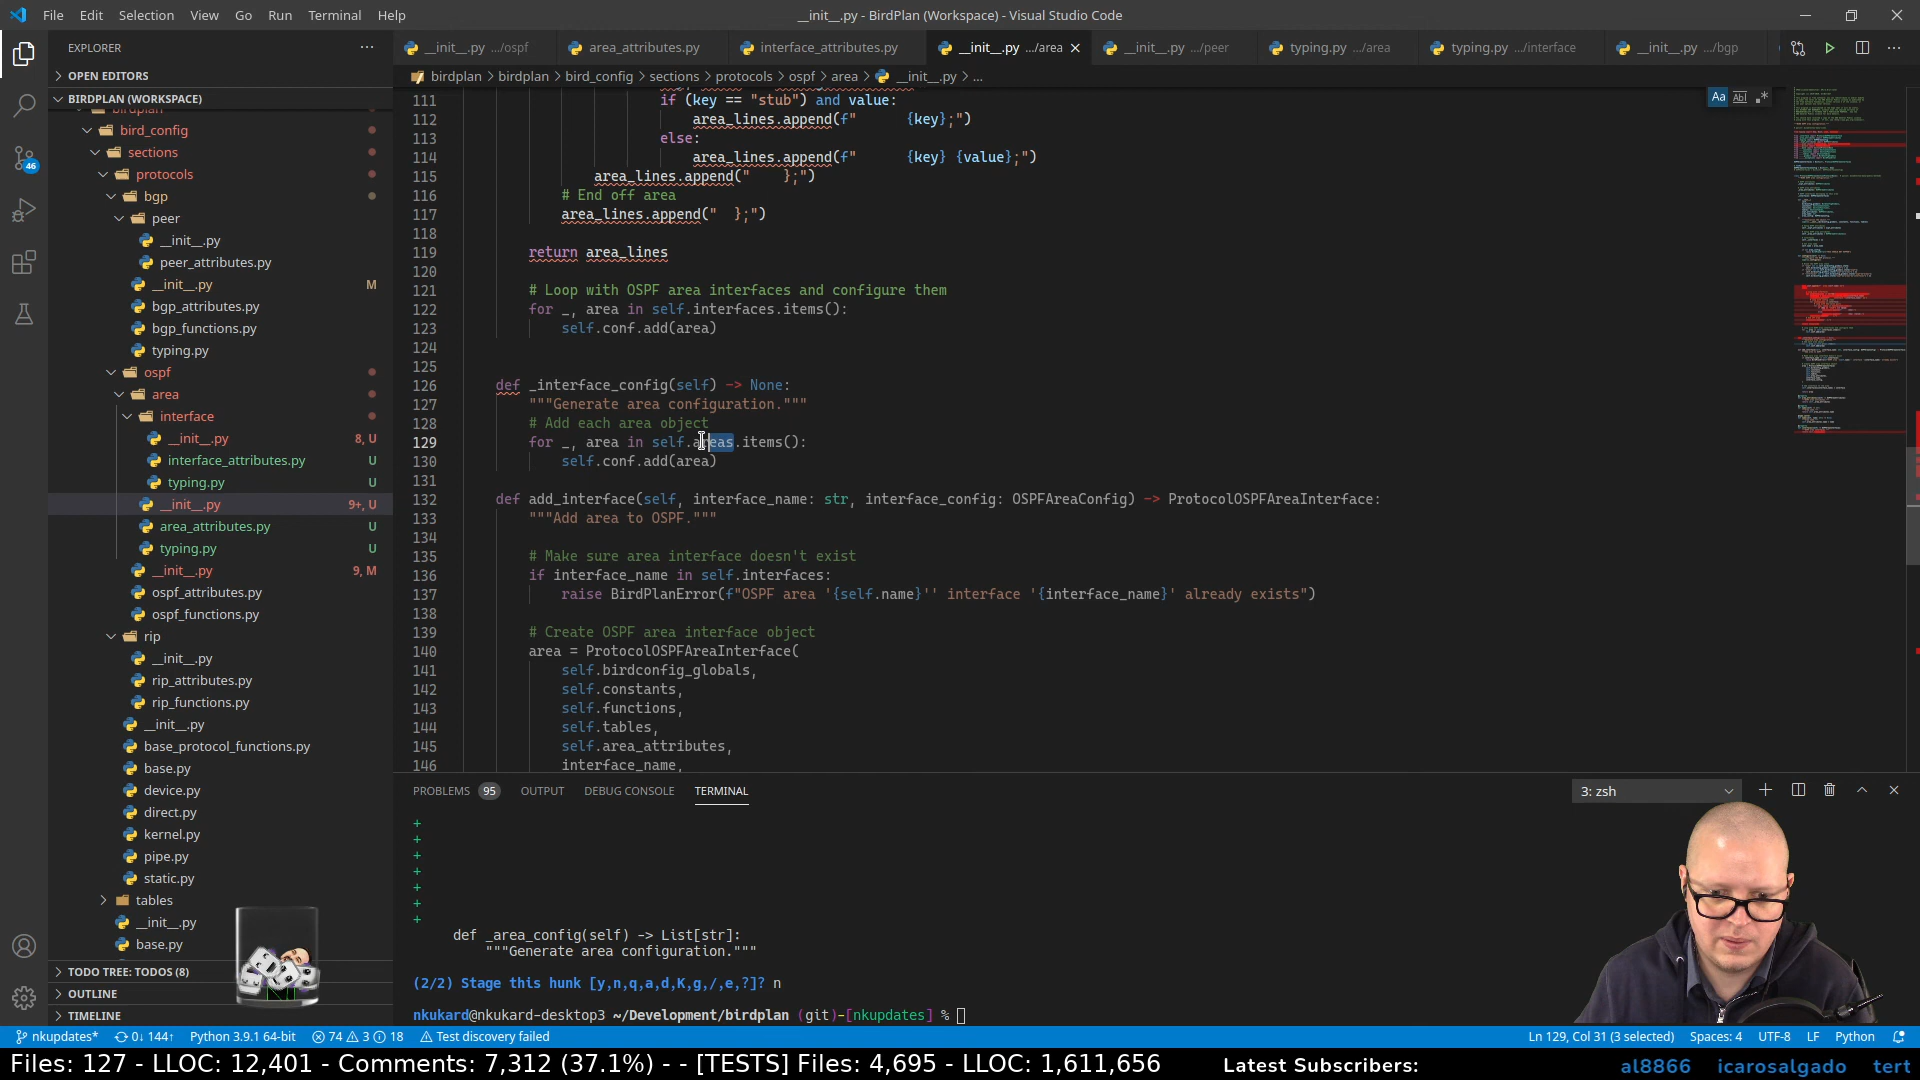 File Edit Selection View Go Run Terminal Help
__init__.py - BirdPlan (Workspace) - Visual Studio Code
EXPLORER
__init__.py .../ospf area_attributes.py interface_attributes.py __init__.py .../area __init__.py .../peer typing.py .../area typing.py .../interface __init__.py .../bgp
birdplan > birdplan > bird_config > sections > protocols > ospf > area > __init__.py > ...
OPEN EDITORS
BIRDPLAN (WORKSPACE)
bird_config
sections
protocols
bgp
peer
__init__.py
peer_attributes.py
__init__.py M
bgp_attributes.py
bgp_functions.py
typing.py
ospf
area
interface
__init__.py 8, U
interface_attributes.py U
typing.py U
__init__.py 9+, U
area_attributes.py U
typing.py U
__init__.py 9, M
ospf_attributes.py
ospf_functions.py
rip
__init__.py
rip_attributes.py
rip_functions.py
__init__.py
base_protocol_functions.py
base.py
device.py
direct.py
kernel.py
pipe.py
static.py
tables
__init__.py
base.py
TODO TREE: TODOS (8)
OUTLINE
TIMELINE
46
Aa Abl .*
111 if (key == "stub") and value:
112 area_lines.append(f"      {key};")
113 else:
114 area_lines.append(f"      {key} {value};")
115 area_lines.append("    };")
116 # End off area
117 area_lines.append("  };")
118
119 return area_lines
120
121 # Loop with OSPF area interfaces and configure them
122 for _, area in self.interfaces.items():
123 self.conf.add(area)
124
125
126 def _interface_config(self) -> None:
127 """Generate area configuration."""
128 # Add each area object
129 for _, area in self.areas.items():
130 self.conf.add(area)
131
132 def add_interface(self, interface_name: str, interface_config: OSPFAreaConfig) -> ProtocolOSPFAreaInterface:
133 """Add area to OSPF."""
134
135 # Make sure area interface doesn't exist
136 if interface_name in self.interfaces:
137 raise BirdPlanError(f"OSPF area '{self.name}'' interface '{interface_name}' already exists")
138
139 # Create OSPF area interface object
140 area = ProtocolOSPFAreaInterface(
141 self.birdconfig_globals,
142 self.constants,
143 self.functions,
144 self.tables,
145 self.area_attributes,
146 interface_name,
PROBLEMS 95 OUTPUT DEBUG CONSOLE TERMINAL 3: zsh
+
+
+
+
+
+
+
def _area_config(self) -> List[str]:
"""Generate area configuration."""
(2/2) Stage this hunk [y,n,q,a,d,K,g,/,e,?]? n
nkukard@nkukard-desktop3 ~/Development/birdplan (git)-[nkupdates] %
nkupdates* 0↓ 144↑ Python 3.9.1 64-bit 74 3 18 Test discovery failed Ln 129, Col 31 (3 selected) Spaces: 4 UTF-8 LF Python
Files: 127 - LLOC: 12,401 - Comments: 7,312 (37.1%) - - [TESTS] Files: 4,695 - LLOC: 1,611,656 Latest Subscribers: al8866 icarosalgado tert